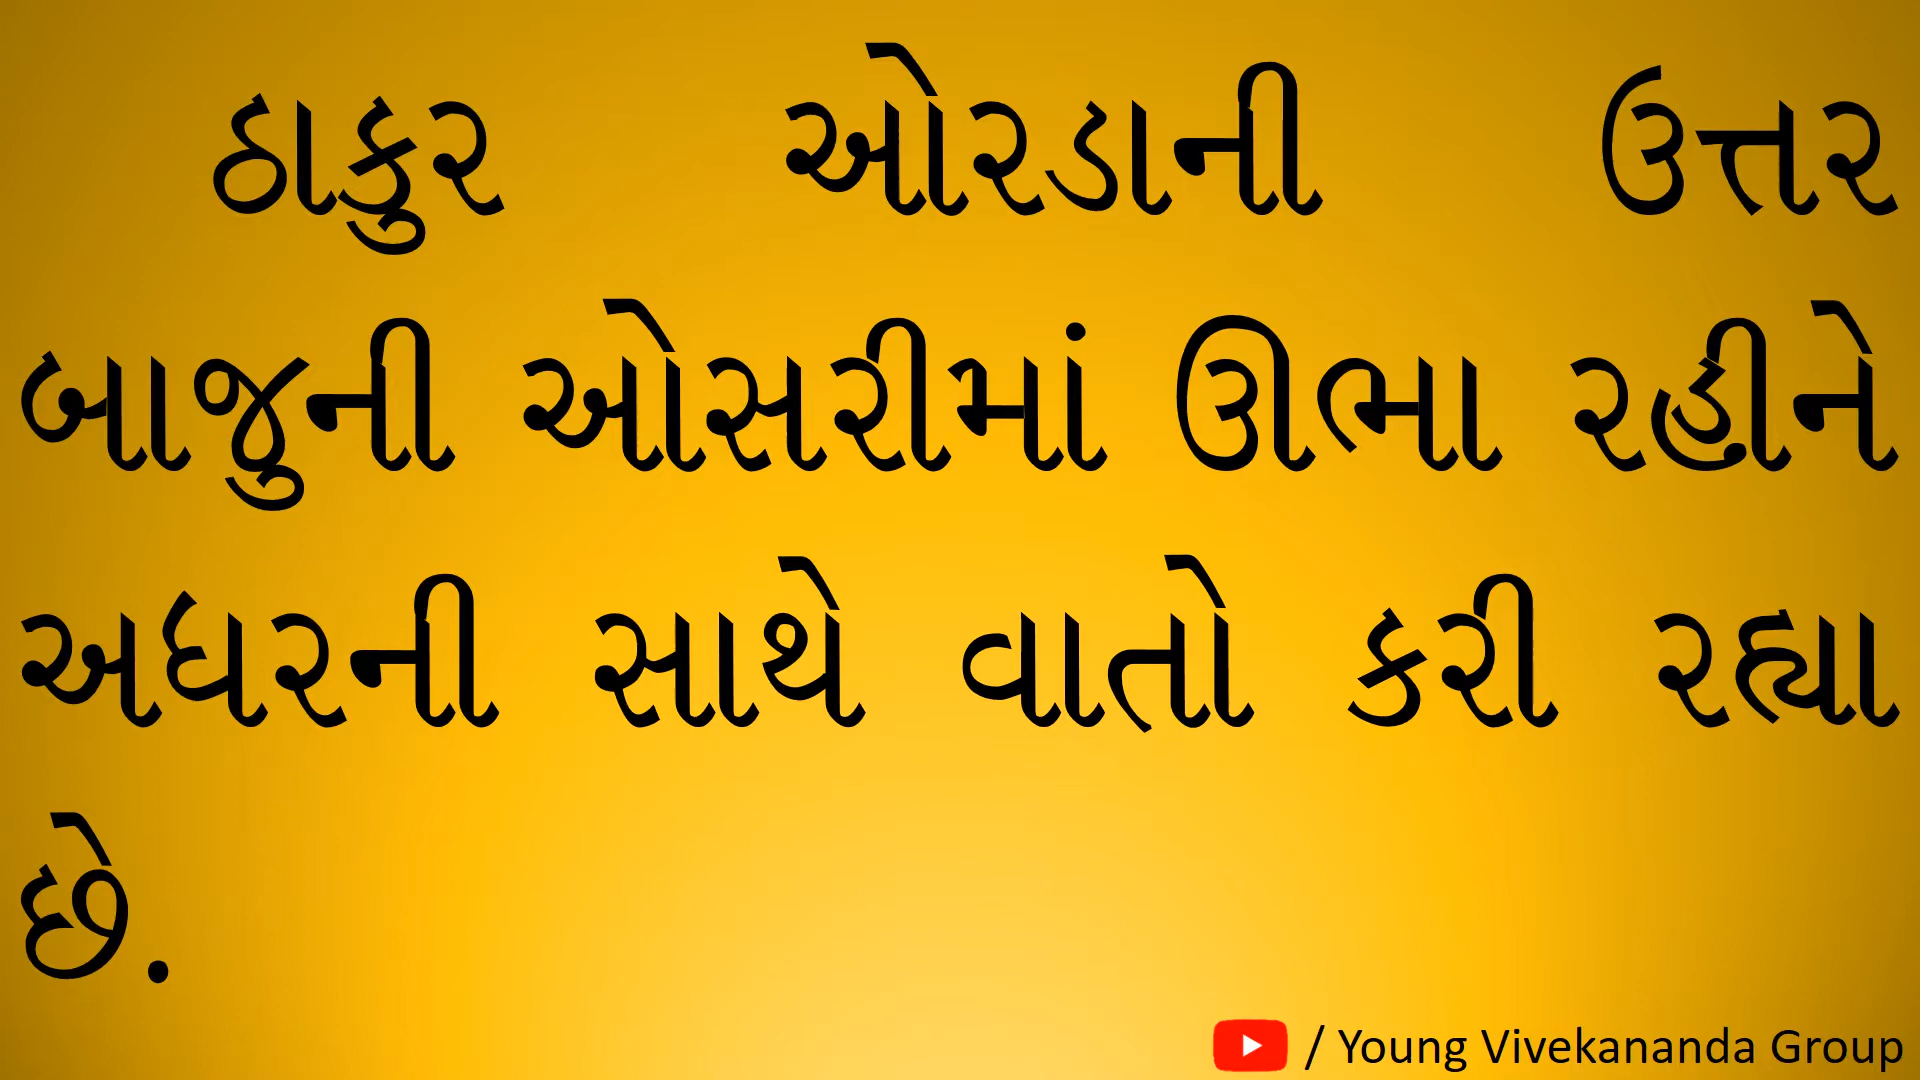 ઠાકુર ઓરડાની ઉત્તર
બાજુની ઓસરીમાં ઊભા રહીને
અધરની સાથે વાતો કરી રહ્યા
છે.
/ Young Vivekananda Group